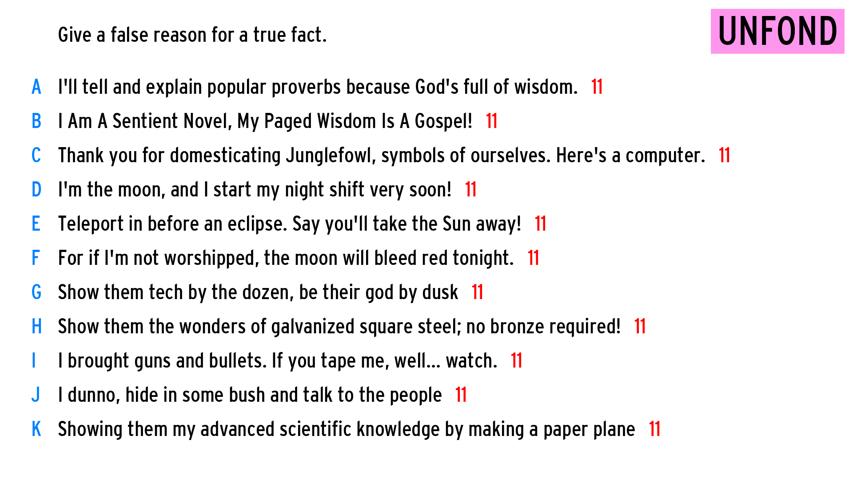 Give a false reason for a true fact.
UNFOND
A I'll tell and explain popular proverbs because God's full of wisdom. 11
B I Am A Sentient Novel, My Paged Wisdom Is A Gospel! 11
C Thank you for domesticating Junglefowl, symbols of ourselves. Here's a computer. 11
D I'm the moon, and I start my night shift very soon! 11
E Teleport in before an eclipse. Say you'll take the Sun away! 11
F For if I'm not worshipped, the moon will bleed red tonight. 11
G Show them tech by the dozen, be their god by dusk 11
H Show them the wonders of galvanized square steel; no bronze required! 11
I I brought guns and bullets. If you tape me, well... watch. 11
J I dunno, hide in some bush and talk to the people 11
K Showing them my advanced scientific knowledge by making a paper plane 11